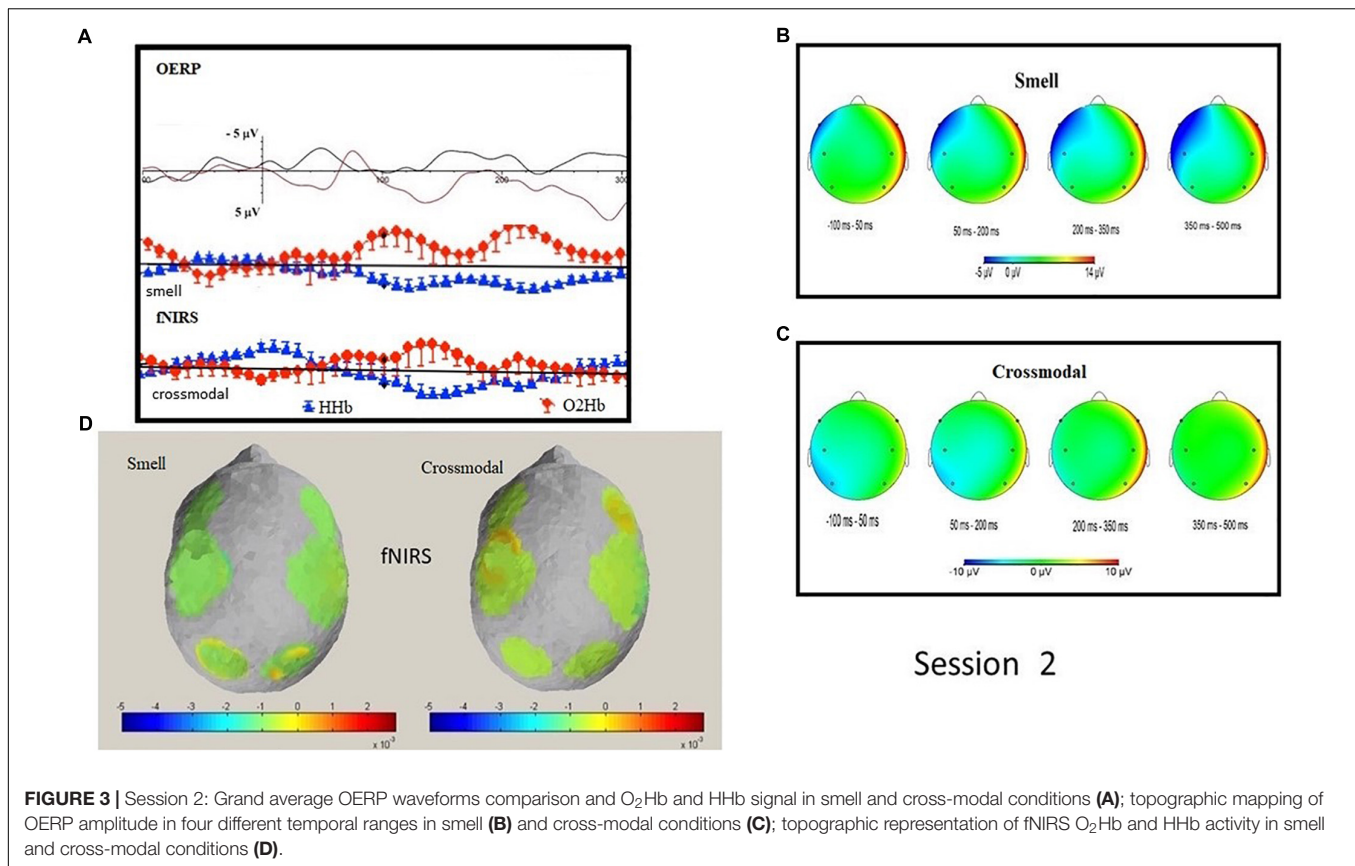 A
OERP
- 5 µV
5 µV
00
100
200
300
smell
fNIRS
crossmodal
HHb
O2Hb
B
Smell
-100 ms - 50 ms
50 ms - 200 ms
200 ms - 350 ms
350 ms - 500 ms
-5 µV
0 µV
14 µV
C
Crossmodal
-100 ms - 50 ms
50 ms - 200 ms
200 ms - 350 ms
350 ms - 500 ms
-10 µV
0 µV
10 µV
D
Smell
Crossmodal
fNIRS
-5 -4 -3 -2 -1 0 1 2
x 10⁻³
-5 -4 -3 -2 -1 0 1 2
x 10⁻³
Session 2
FIGURE 3 | Session 2: Grand average OERP waveforms comparison and O₂Hb and HHb signal in smell and cross-modal conditions (A); topographic mapping of
OERP amplitude in four different temporal ranges in smell (B) and cross-modal conditions (C); topographic representation of fNIRS O₂Hb and HHb activity in smell
and cross-modal conditions (D).